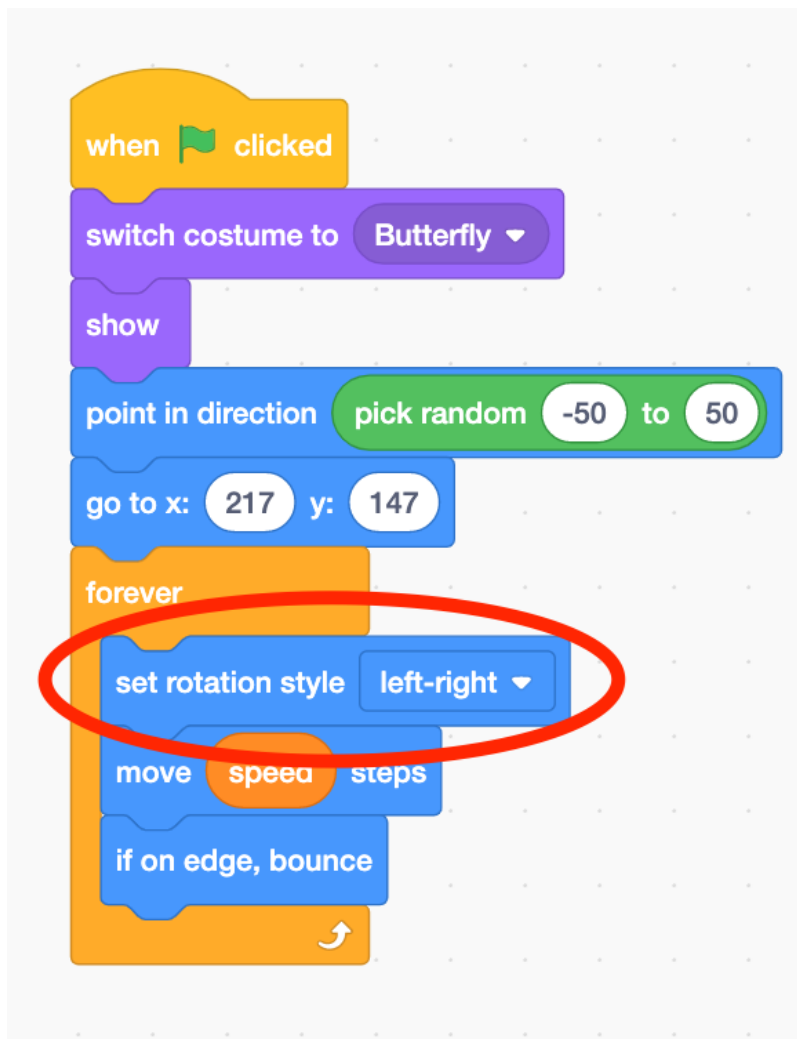 when clicked
switch costume to Butterfly
show
point in direction pick random -50 to 50
go to x: 217 y: 147
forever
set rotation style left-right
move speed steps
if on edge, bounce